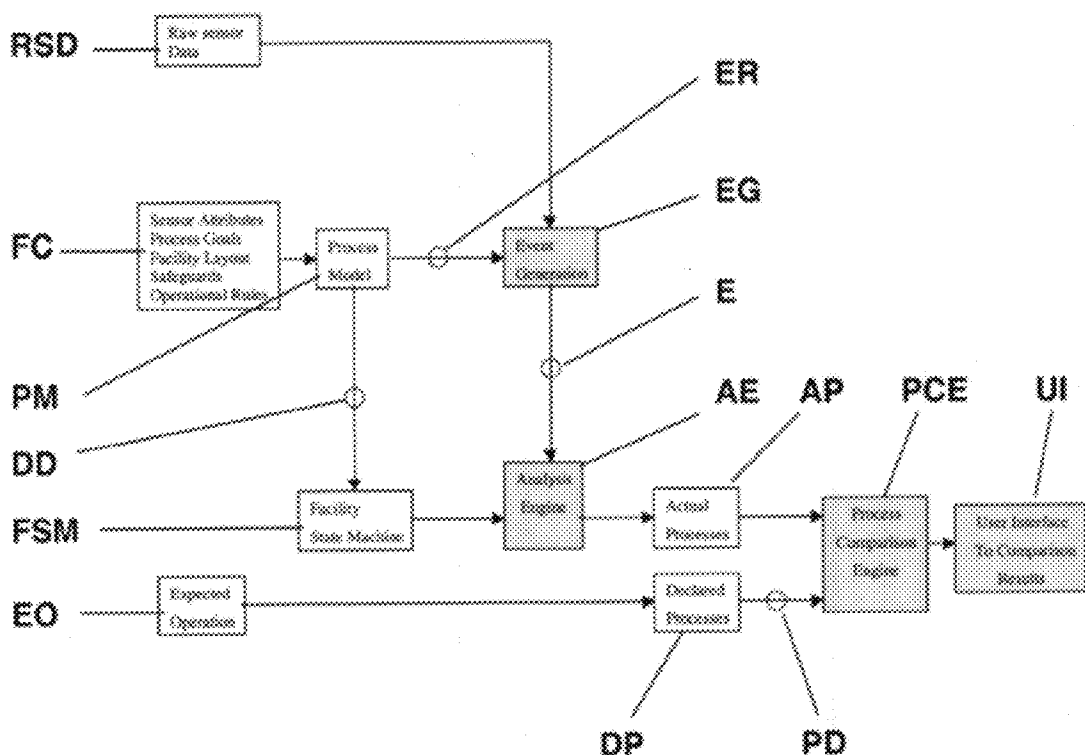 RSD
Raw sensor
Data
ER
EG
FC
Sensor Attributes
Process Goals
Facility Layout
Safeguards
Operational Rules
Process
Model
Event
Generation
E
PM
DD
AE
AP
PCE
UI
FSM
Facility
State Machine
Analysis
Engine
Actual
Processes
Process
Comparison
Engine
User Interface
To Comparison
Results
EO
Expected
Operation
Declared
Processes
DP
PD